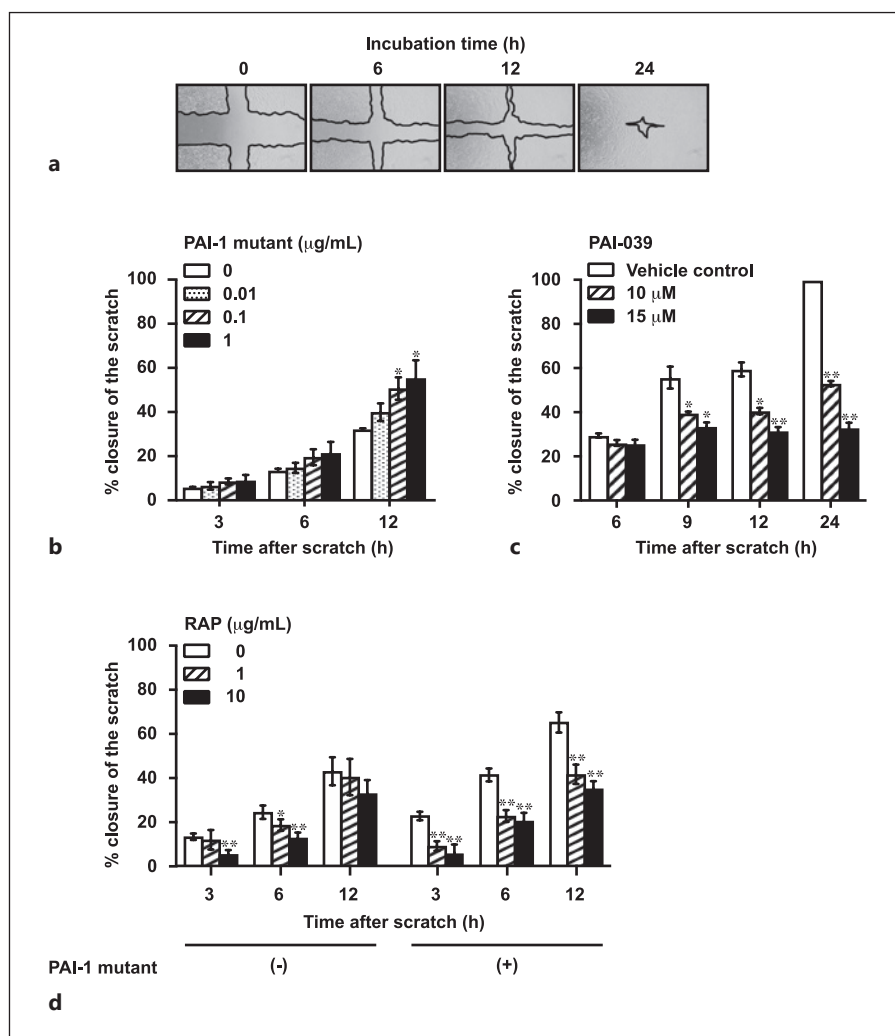 Incubation time (h)
0 6 12 24
a
PAI-1 mutant (μg/mL)
0
0.01
0.1
1
100
80
60
40
20
0
% closure of the scratch
* *
3 6 12
Time after scratch (h)
b
PAI-039
Vehicle control
10 μM
15 μM
100
80
60
40
20
0
% closure of the scratch
* * * ** ** **
6 9 12 24
Time after scratch (h)
c
RAP (μg/mL)
0
1
10
100
80
60
40
20
0
% closure of the scratch
** * ** ** ** ** ** ** **
3 6 12 3 6 12
Time after scratch (h)
PAI-1 mutant (-) (+)
d